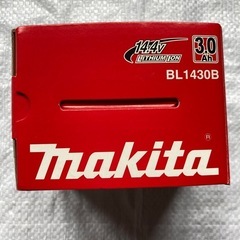 14.4V
LITHIUM ION
3.0
Ah
BL1430B
makita®